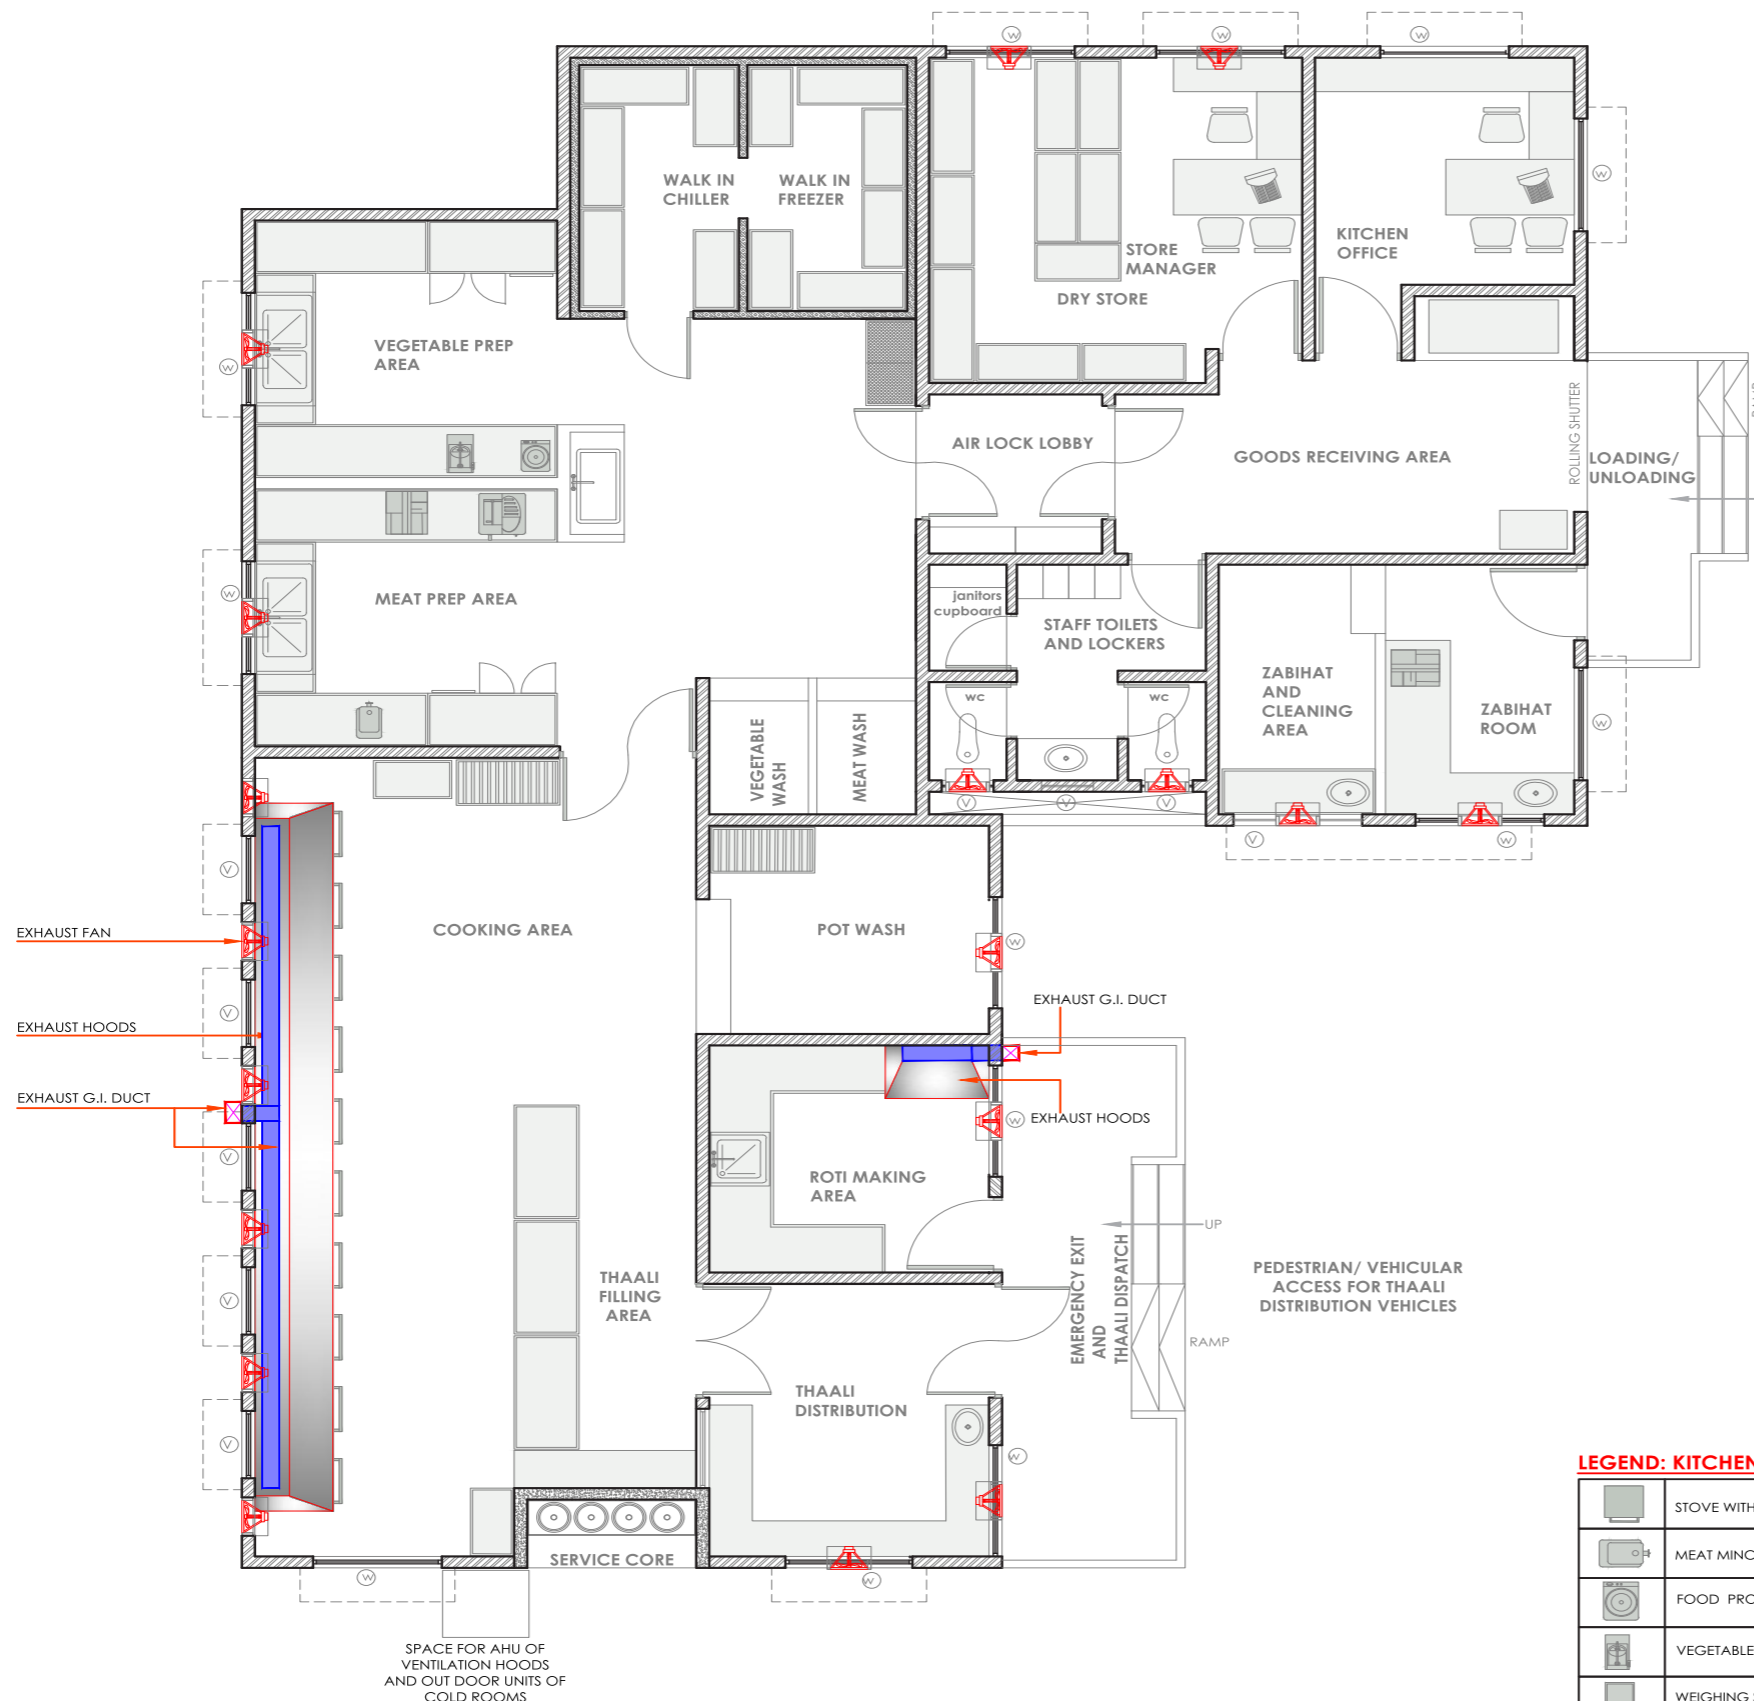 W
W
W
WALK IN
CHILLER
WALK IN
FREEZER
W
STORE
MANAGER
KITCHEN
OFFICE
DRY STORE
VEGETABLE PREP
AREA
W
ROLLING SHUTTER
AIR LOCK LOBBY
GOODS RECEIVING AREA
LOADING/
UNLOADING
MEAT PREP AREA
W
janitors
cupboard
STAFF TOILETS
AND LOCKERS
ZABIHAT
AND
CLEANING
AREA
ZABIHAT
ROOM
W
WC
WC
VEGETABLE
WASH
MEAT WASH
V
V
V
V
W
V
COOKING AREA
POT WASH
W
EXHAUST FAN
EXHAUST HOODS
EXHAUST G.I. DUCT
V
V
EXHAUST G.I. DUCT
W
EXHAUST HOODS
ROTI MAKING
AREA
UP
EMERGENCY EXIT
AND
THAALI DISPATCH
RAMP
PEDESTRIAN/ VEHICULAR
ACCESS FOR THAALI
DISTRIBUTION VEHICLES
THAALI
FILLING
AREA
V
THAALI
DISTRIBUTION
V
W
SERVICE CORE
W
W
SPACE FOR AHU OF
VENTILATION HOODS
AND OUT DOOR UNITS OF
COLD ROOMS
LEGEND: KITCHEN
STOVE WITH
MEAT MINC
FOOD PRO
VEGETABLE
WEIGHING